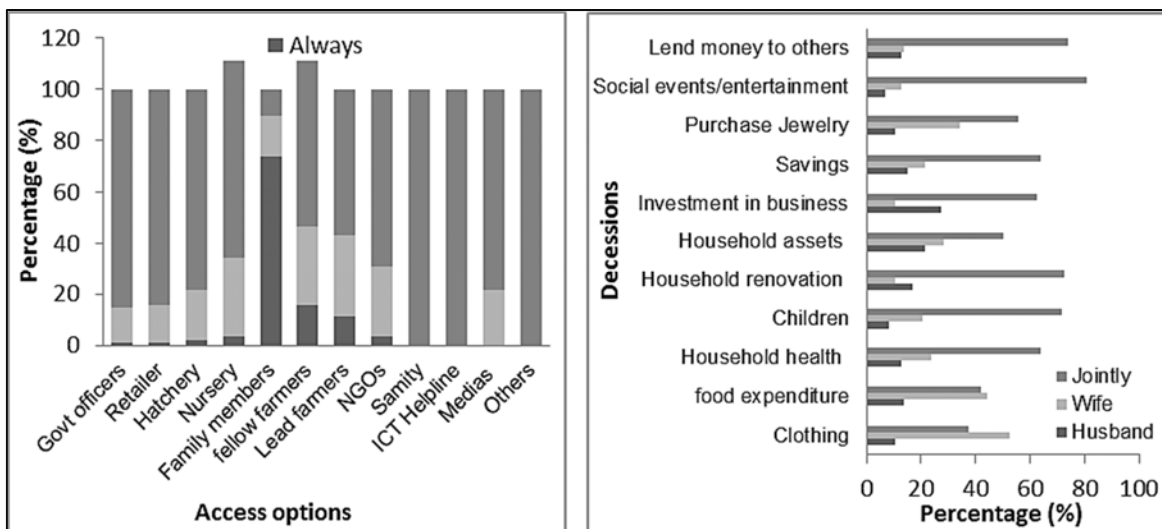 120
100
80
60
40
20
0
Percentage (%)
Always
Govt officers
Retailer
Hatchery
Nursery
Family members
fellow farmers
Lead farmers
NGOs
Sanity
ICT Helpline
Medias
Others
Access options
Decessions
Lend money to others
Social events/entertainment
Purchase Jewelry
Savings
Investment in business
Household assets
Household renovation
Children
Household health
food expenditure
Clothing
Jointly
Wife
Husband
0 20 40 60 80 100
Percentage (%)